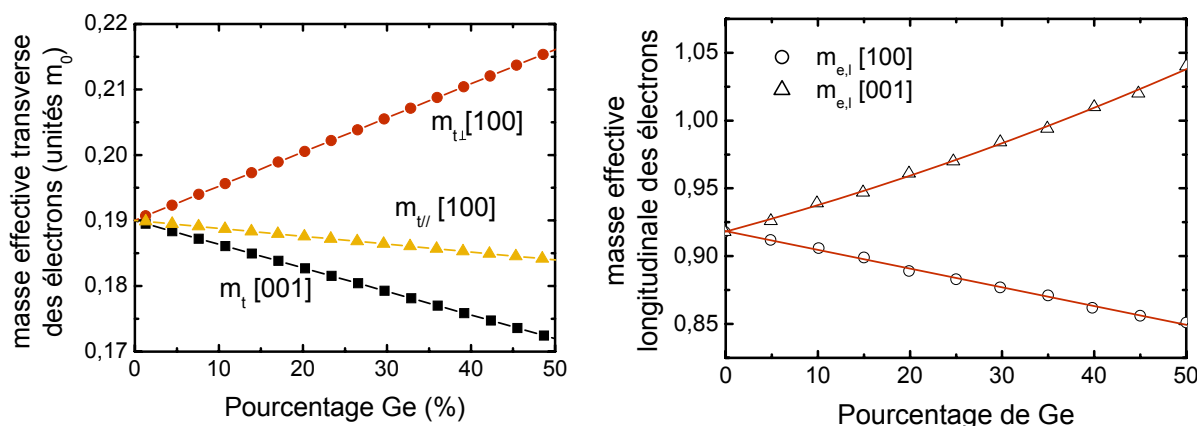 masse effective transverse
des électrons (unités m0)
0,22
0,21
0,20
0,19
0,18
0,17
mt⊥[100]
mt// [100]
mt [001]
0 10 20 30 40 50
Pourcentage Ge (%)
masse effective
longitudinale des électrons
1,05
1,00
0,95
0,90
0,85
me,l [100]
me,l [001]
0 10 20 30 40 50
Pourcentage de Ge